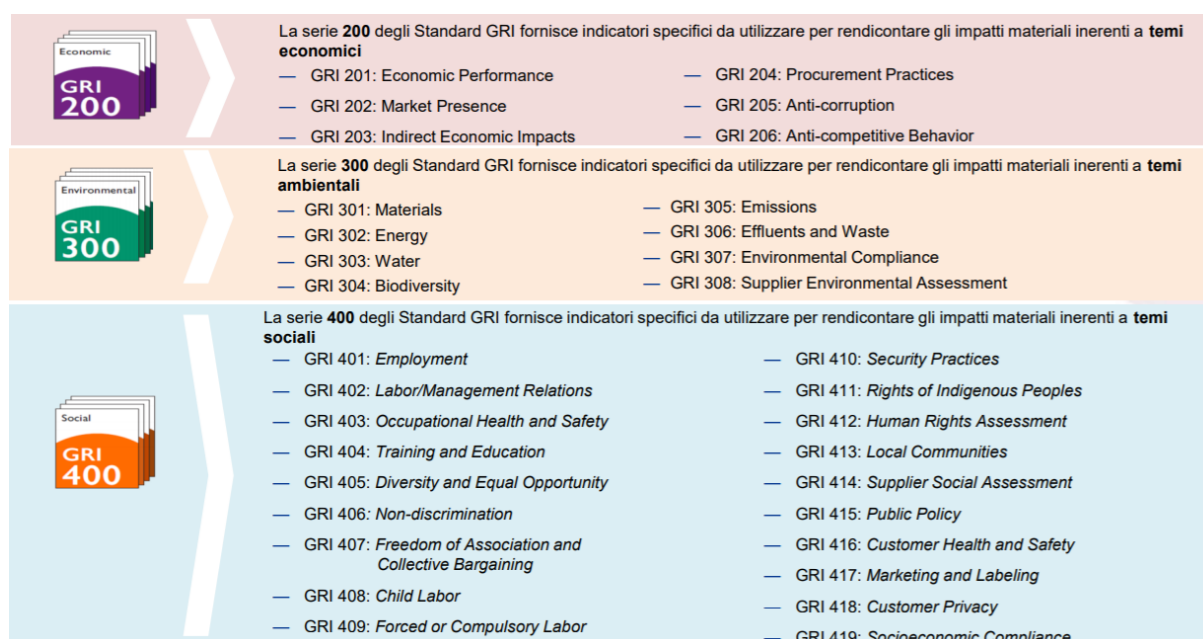 Economic
GRI
200
La serie 200 degli Standard GRI fornisce indicatori specifici da utilizzare per rendicontare gli impatti materiali inerenti a temi
economici
— GRI 201: Economic Performance
— GRI 202: Market Presence
— GRI 203: Indirect Economic Impacts
— GRI 204: Procurement Practices
— GRI 205: Anti-corruption
— GRI 206: Anti-competitive Behavior
Environmental
GRI
300
La serie 300 degli Standard GRI fornisce indicatori specifici da utilizzare per rendicontare gli impatti materiali inerenti a temi
ambientali
— GRI 301: Materials
— GRI 302: Energy
— GRI 303: Water
— GRI 304: Biodiversity
— GRI 305: Emissions
— GRI 306: Effluents and Waste
— GRI 307: Environmental Compliance
— GRI 308: Supplier Environmental Assessment
Social
GRI
400
La serie 400 degli Standard GRI fornisce indicatori specifici da utilizzare per rendicontare gli impatti materiali inerenti a temi
sociali
— GRI 401: Employment
— GRI 402: Labor/Management Relations
— GRI 403: Occupational Health and Safety
— GRI 404: Training and Education
— GRI 405: Diversity and Equal Opportunity
— GRI 406: Non-discrimination
— GRI 407: Freedom of Association and
Collective Bargaining
— GRI 408: Child Labor
— GRI 409: Forced or Compulsory Labor
— GRI 410: Security Practices
— GRI 411: Rights of Indigenous Peoples
— GRI 412: Human Rights Assessment
— GRI 413: Local Communities
— GRI 414: Supplier Social Assessment
— GRI 415: Public Policy
— GRI 416: Customer Health and Safety
— GRI 417: Marketing and Labeling
— GRI 418: Customer Privacy
— GRI 419: Socioeconomic Compliance